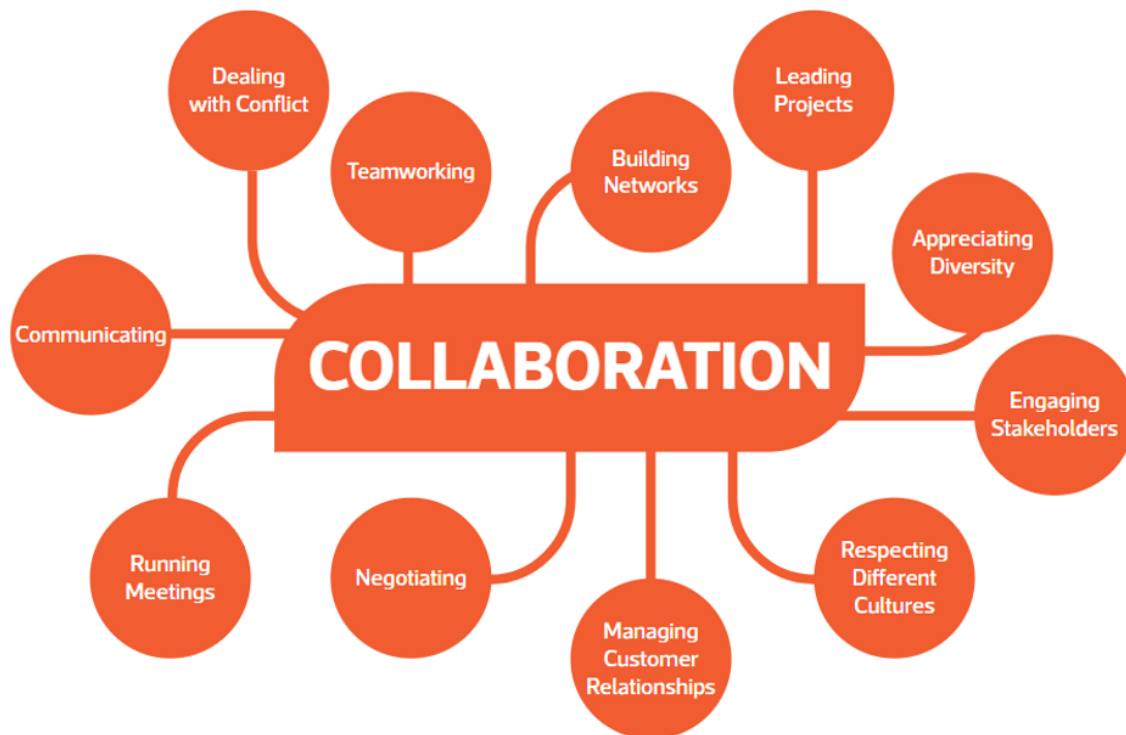 Dealing
with Conflict
Leading
Projects
Teamworking
Building
Networks
Appreciating
Diversity
Communicating
COLLABORATION
Engaging
Stakeholders
Running
Meetings
Negotiating
Respecting
Different
Cultures
Managing
Customer
Relationships